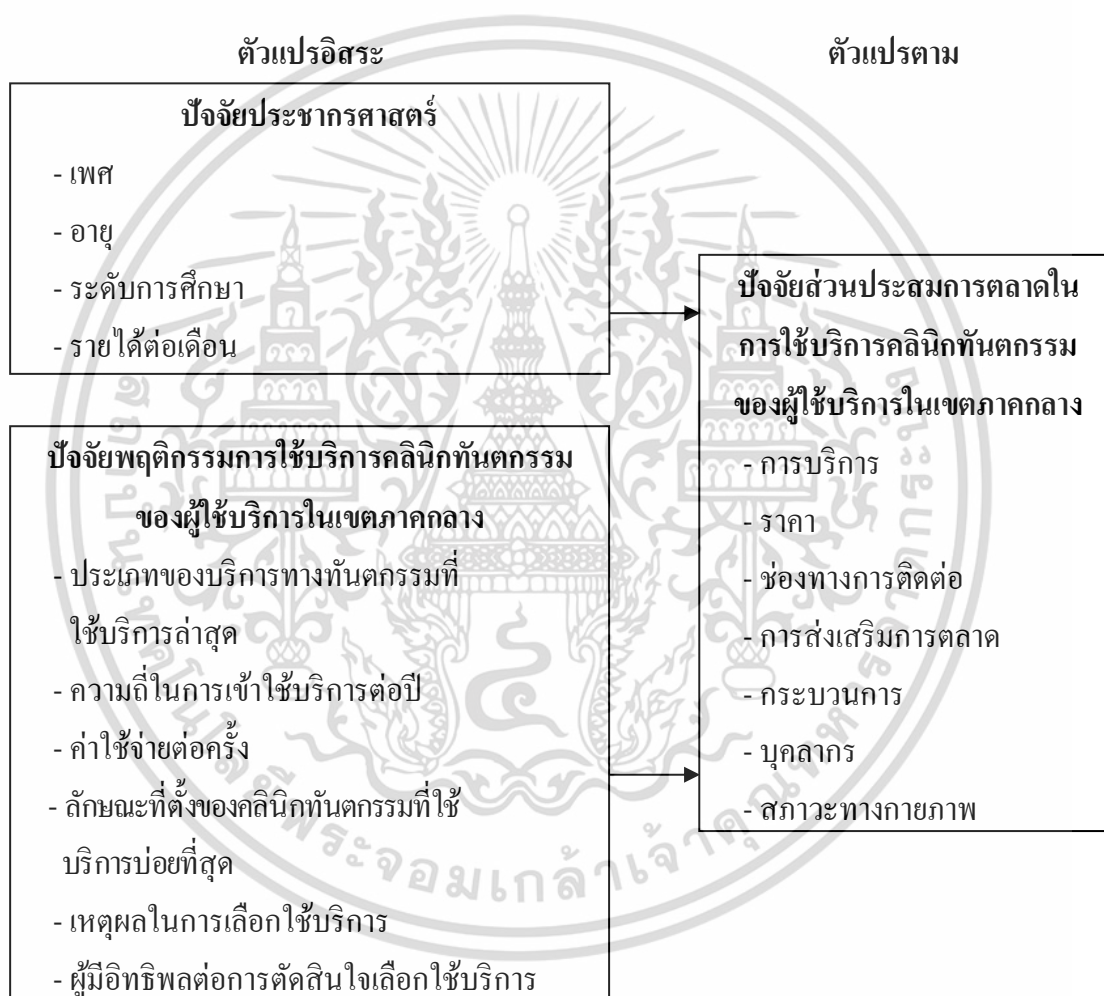 ตัวแปรอิสระ
ตัวแปรตาม
ปัจจัยประชากรศาสตร์
- เพศ
- อายุ
- ระดับการศึกษา
- รายได้ต่อเดือน
ปัจจัยพฤติกรรมการใช้บริการคลินิกทันตกรรม
ของผู้ใช้บริการในเขตภาคกลาง
- ประเภทของบริการทางทันตกรรมที่
ใช้บริการล่าสุด
- ความถี่ในการเข้าใช้บริการต่อปี
- ค่าใช้จ่ายต่อครั้ง
- ลักษณะที่ตั้งของคลินิกทันตกรรมที่ใช้
บริการบ่อยที่สุด
- เหตุผลในการเลือกใช้บริการ
- ผู้มีอิทธิพลต่อการตัดสินใจเลือกใช้บริการ
ปัจจัยส่วนประสมการตลาดใน
การใช้บริการคลินิกทันตกรรม
ของผู้ใช้บริการในเขตภาคกลาง
- การบริการ
- ราคา
- ช่องทางการติดต่อ
- การส่งเสริมการตลาด
- กระบวนการ
- บุคลากร
- สภาวะทางกายภาพ